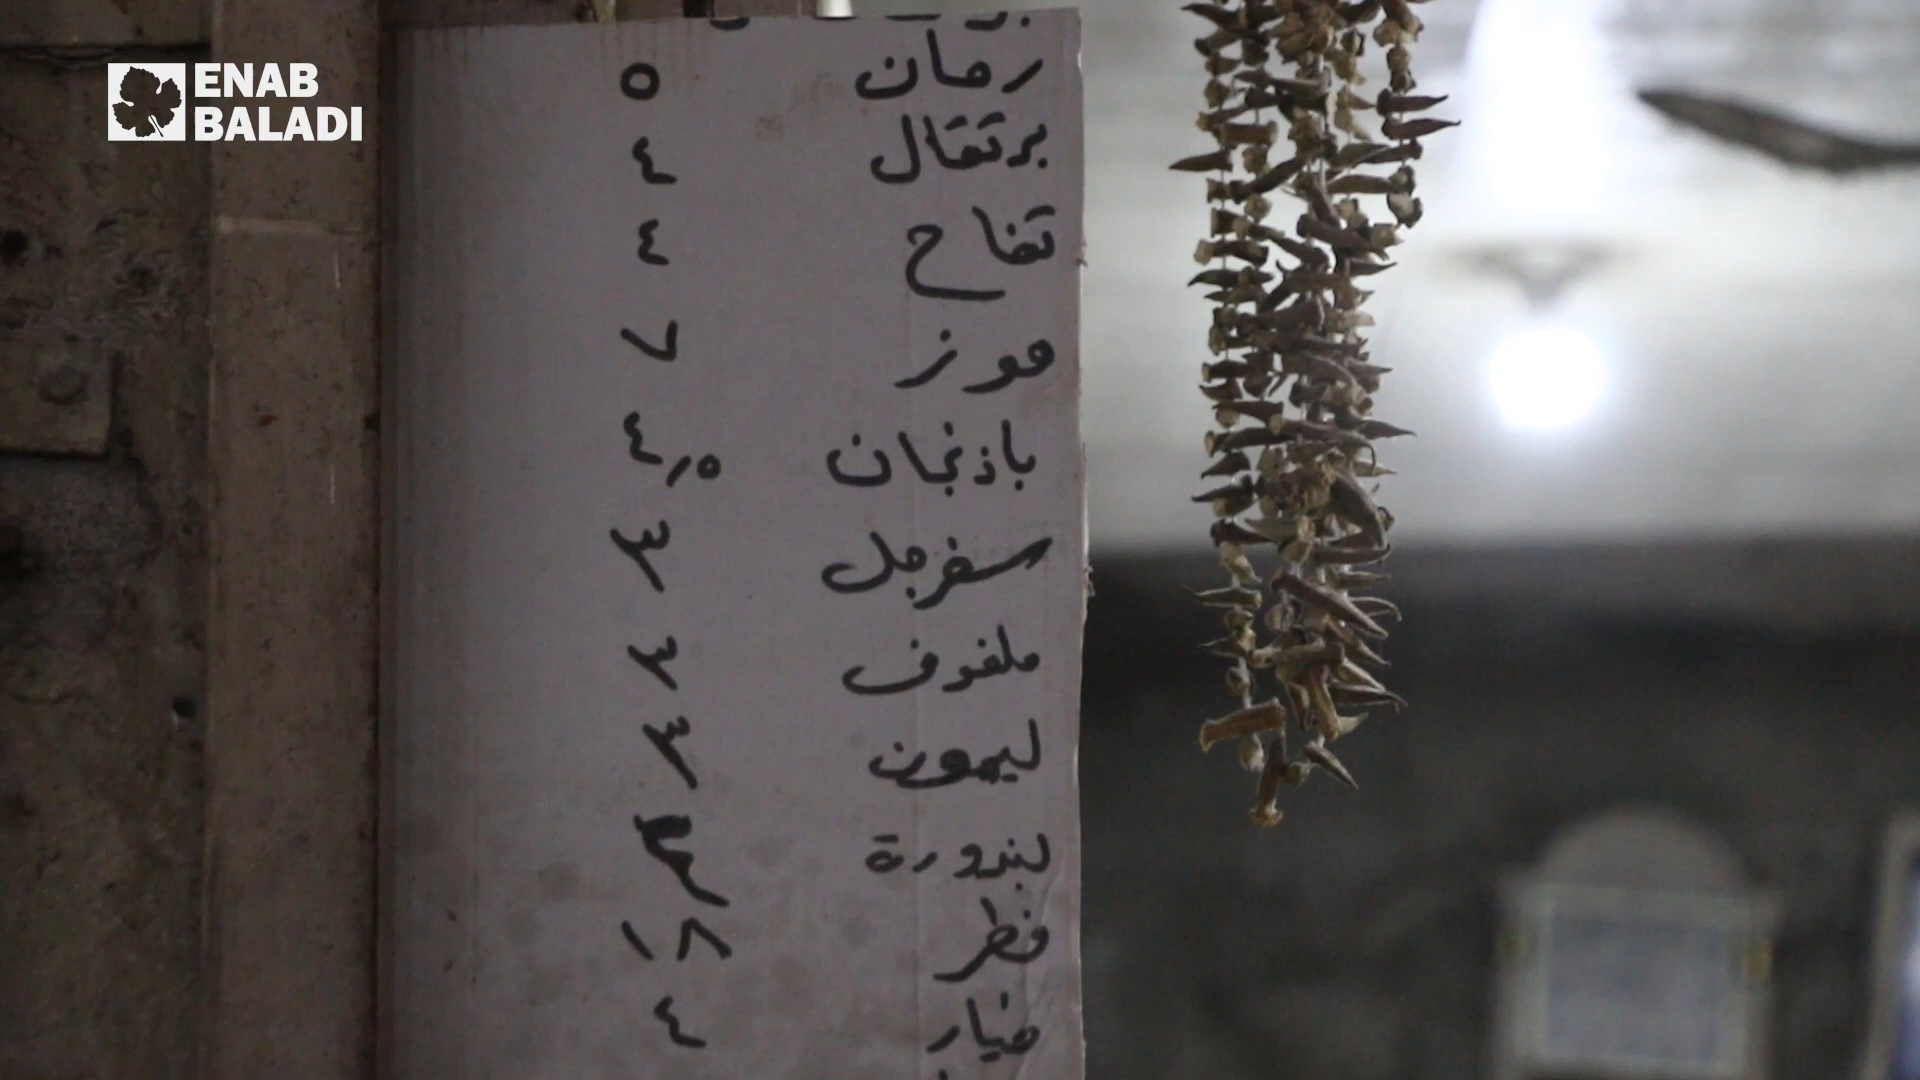 ENAB
BALADI
رمان ٥
برتقال ٤
تفاح ٤
موز ٧
باذنجان ٤,٥
سفرجل ٣
ملفوف ٣
ليمون ٣
بندورة
فطر ١٨
خيار ٤